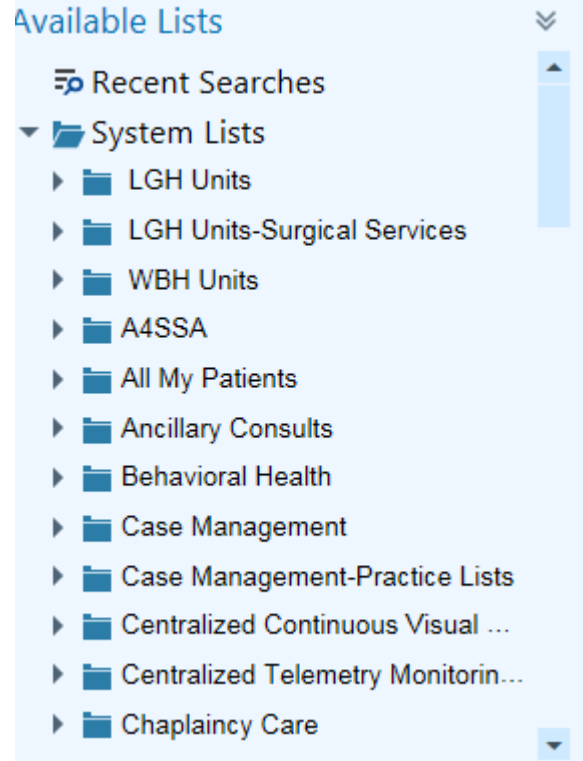 Available Lists
Recent Searches
System Lists
LGH Units
LGH Units-Surgical Services
WBH Units
A4SSA
All My Patients
Ancillary Consults
Behavioral Health
Case Management
Case Management-Practice Lists
Centralized Continuous Visual ...
Centralized Telemetry Monitorin...
Chaplaincy Care